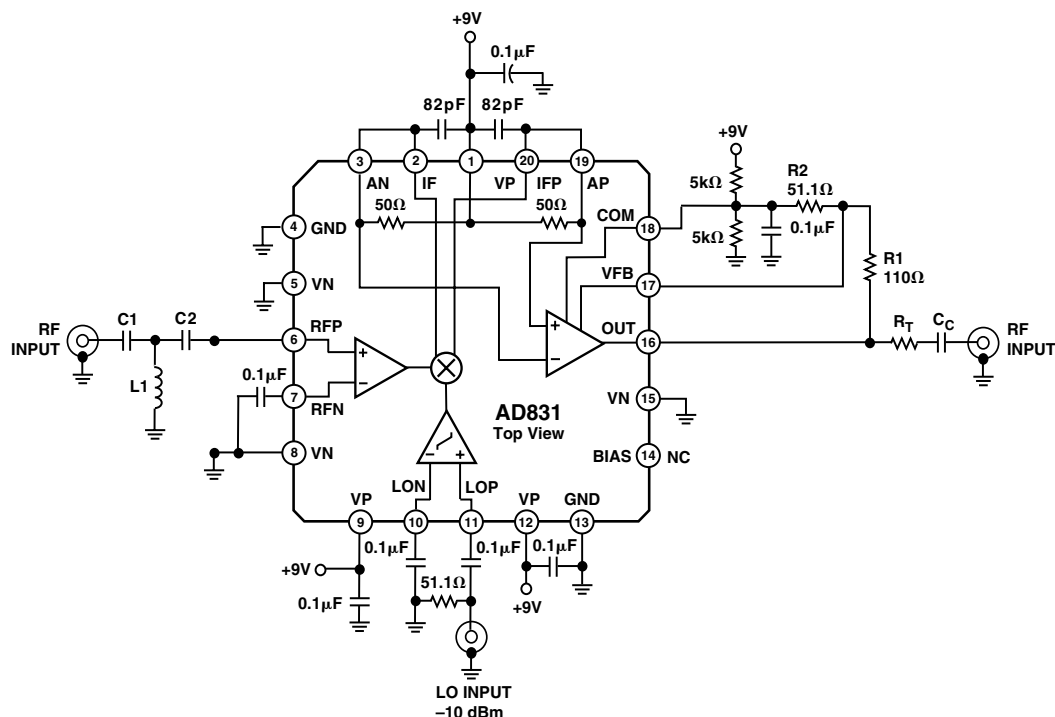 +9V
0.1µF
82pF 82pF
3 2 1 20 19
AN IF VP IFP AP
50Ω 50Ω
+9V
5kΩ
R2
51.1Ω
COM 18
5kΩ
0.1µF
4 GND
VFB 17
R1
110Ω
5 VN
RF
INPUT
C1 C2
6 RFP
OUT 16
RT CC
RF
INPUT
+ −
+ −
L1
0.1µF
7 RFN
VN 15
AD831
Top View
8 VN
BIAS 14 NC
− +
LON LOP
VP VP GND
9 10 11 12 13
0.1µF 0.1µF 0.1µF
+9V
51.1Ω
0.1µF
+9V
LO INPUT
–10 dBm